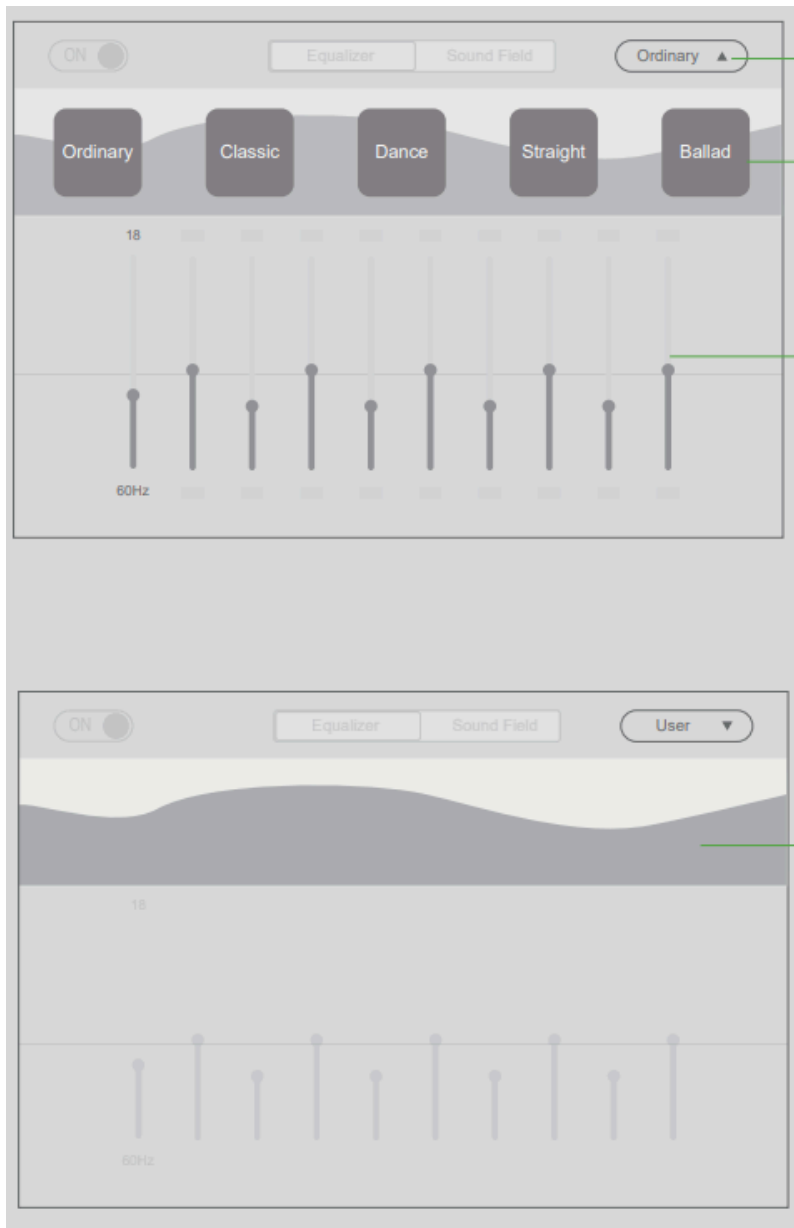 ON Equalizer Sound Field Ordinary ▲
Ordinary Classic Dance Straight Ballad
18
60Hz
ON Equalizer Sound Field User ▼
18
60Hz